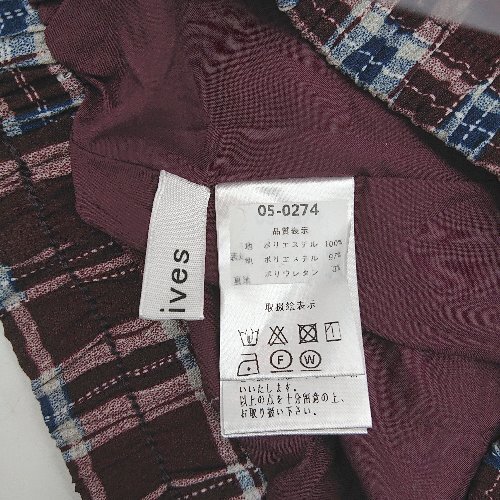 ives
05-0274
品質表示
ポリエステル 100%
ポリエステル
ポリウレタン
取扱絵表示
F W
いいたします。
以上の点を十分留意の上、
お取り扱い下さい。